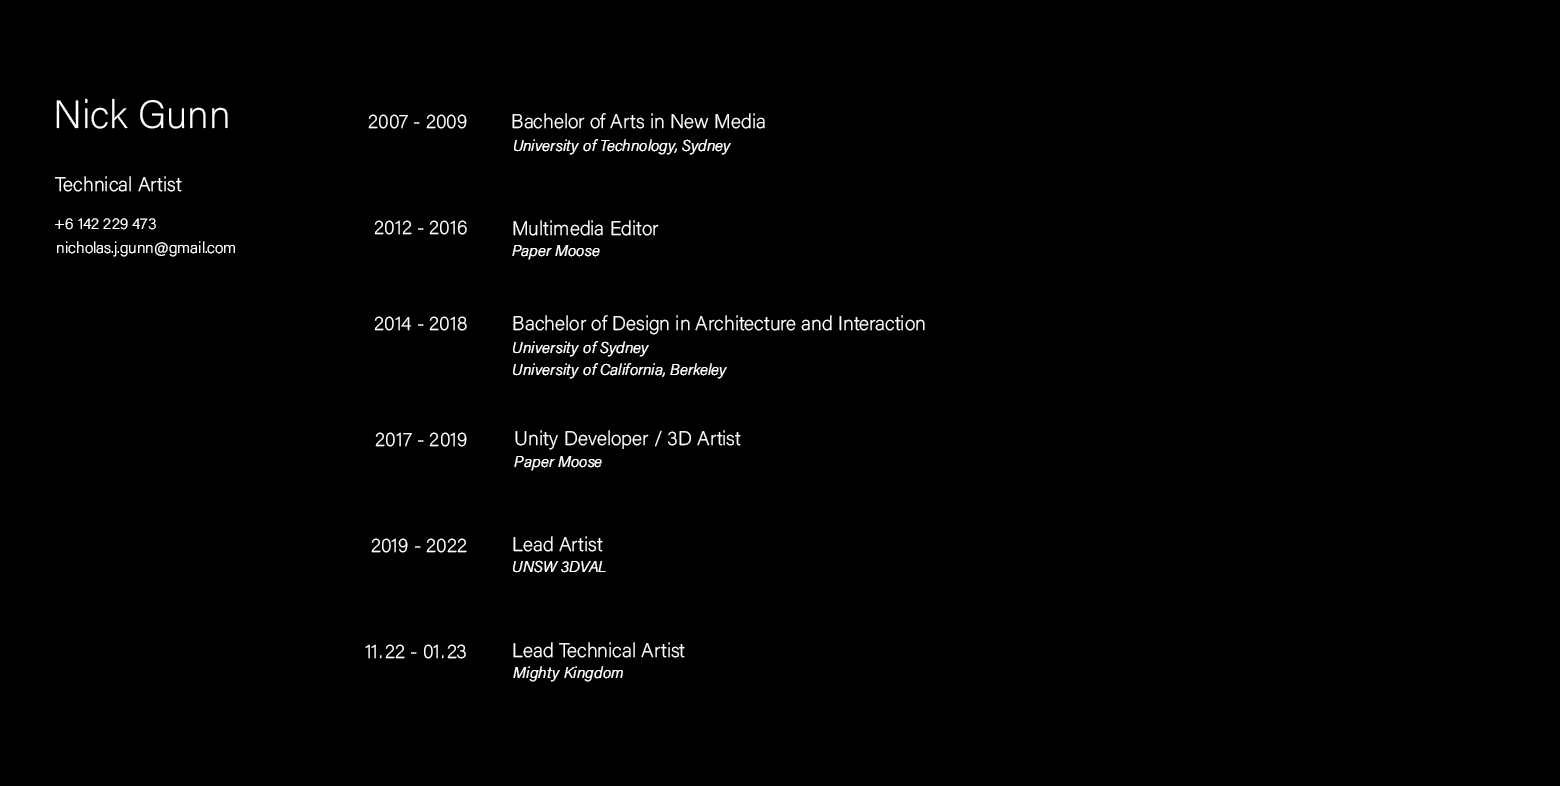 Nick Gunn
Technical Artist
+6 142 229 473
nicholas.j.gunn@gmail.com
2007 - 2009 Bachelor of Arts in New Media
University of Technology, Sydney
2012 - 2016 Multimedia Editor
Paper Moose
2014 - 2018 Bachelor of Design in Architecture and Interaction
University of Sydney
University of California, Berkeley
2017 - 2019 Unity Developer / 3D Artist
Paper Moose
2019 - 2022 Lead Artist
UNSW 3DVAL
11.22 - 01.23 Lead Technical Artist
Mighty Kingdom